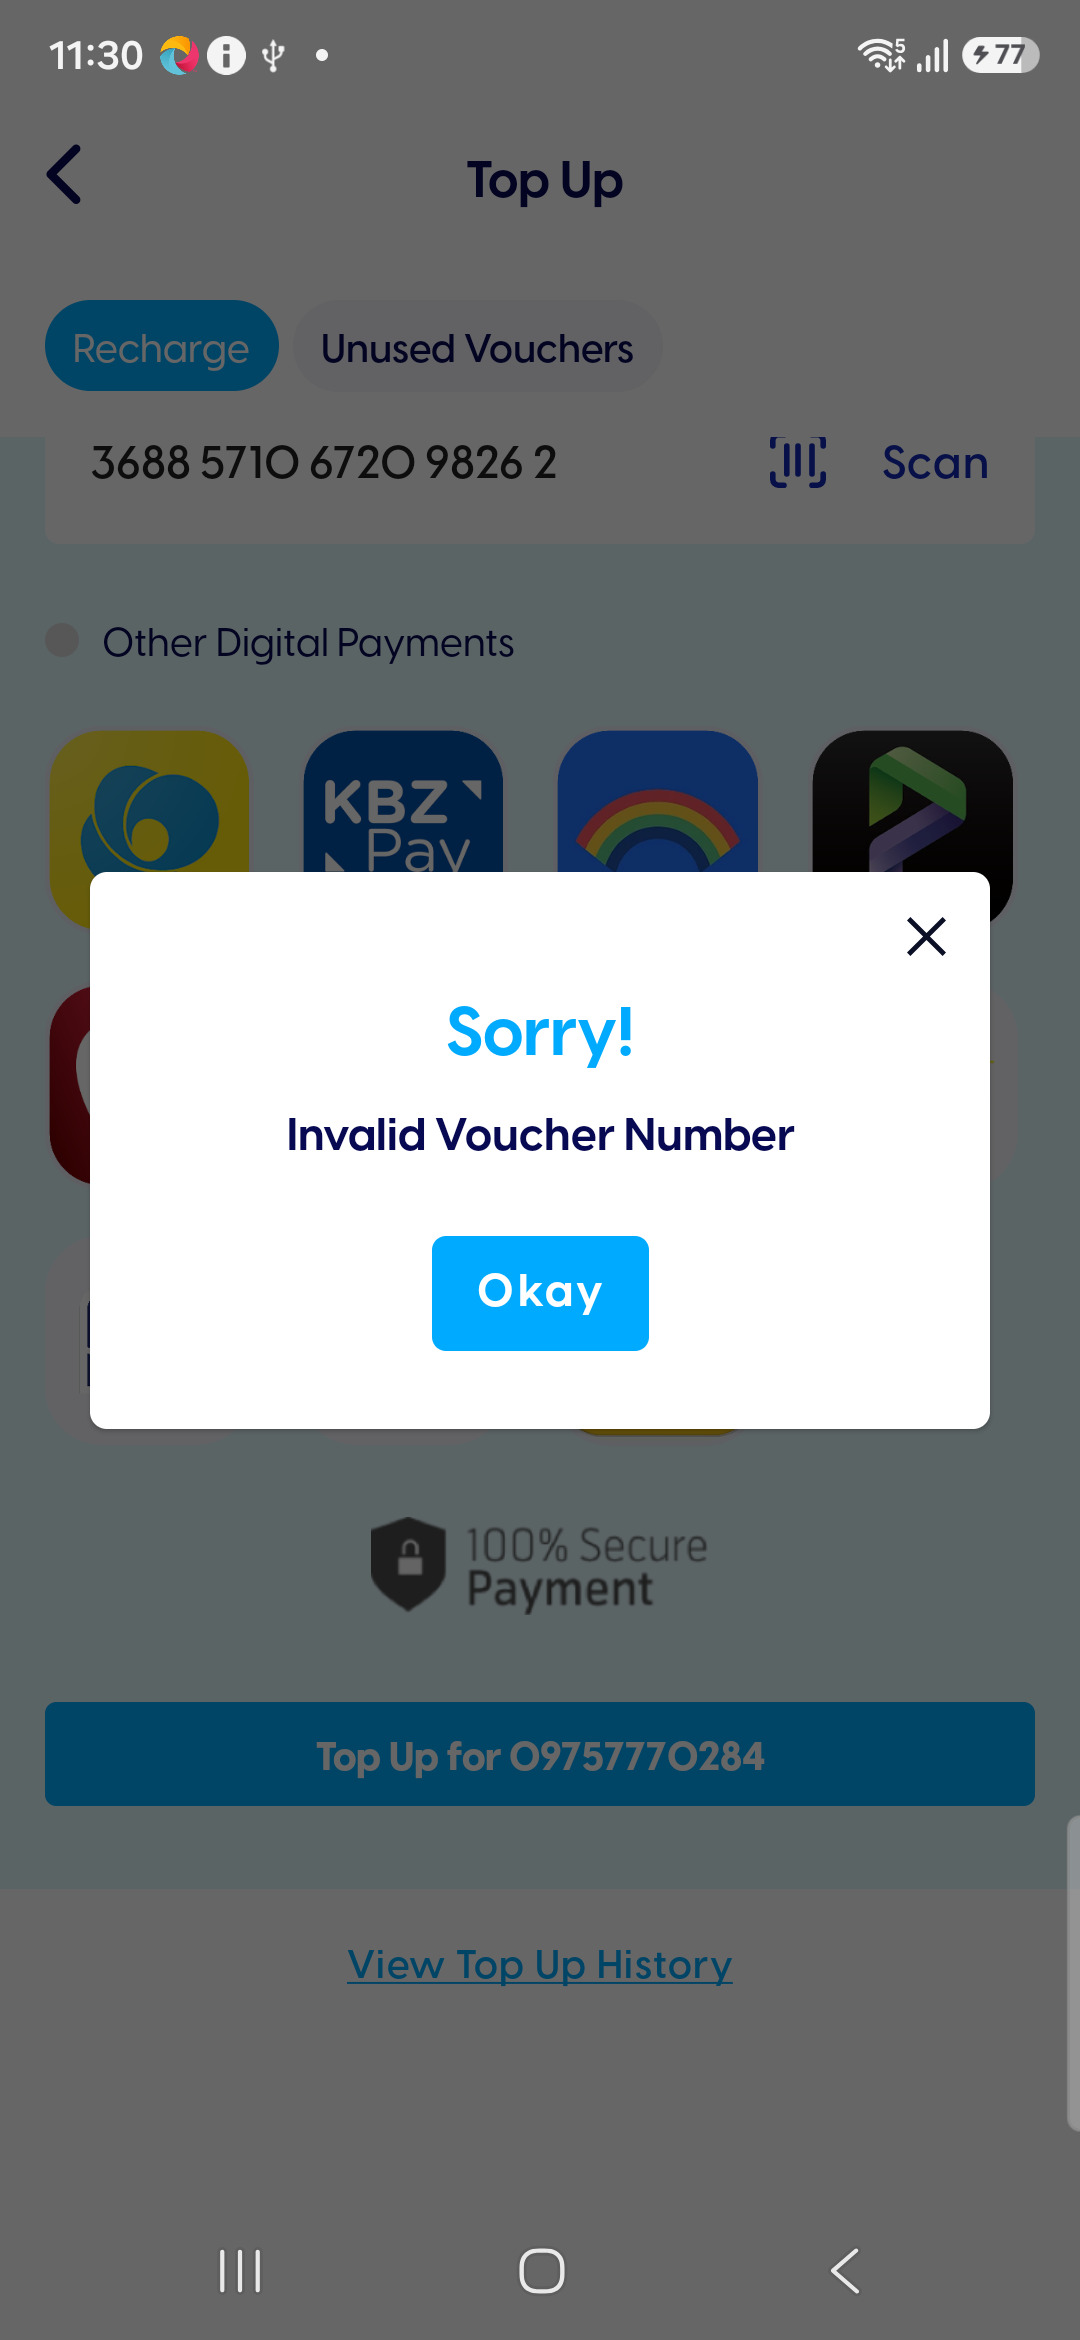 11:30
5
77
Top Up
Recharge
Unused Vouchers
3688 5710 6720 9826 2
Scan
Other Digital Payments
KBZ
Pay
Sorry!
Invalid Voucher Number
Okay
100% Secure
Payment
Top Up for 09757770284
View Top Up History